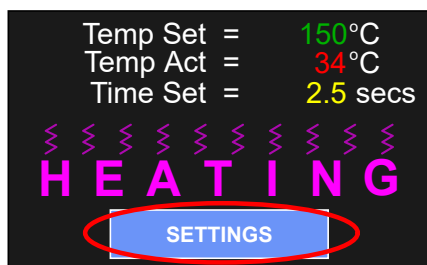 Temp Set = 150°C
Temp Act = 34°C
Time Set = 2.5 secs
HEATING
SETTINGS